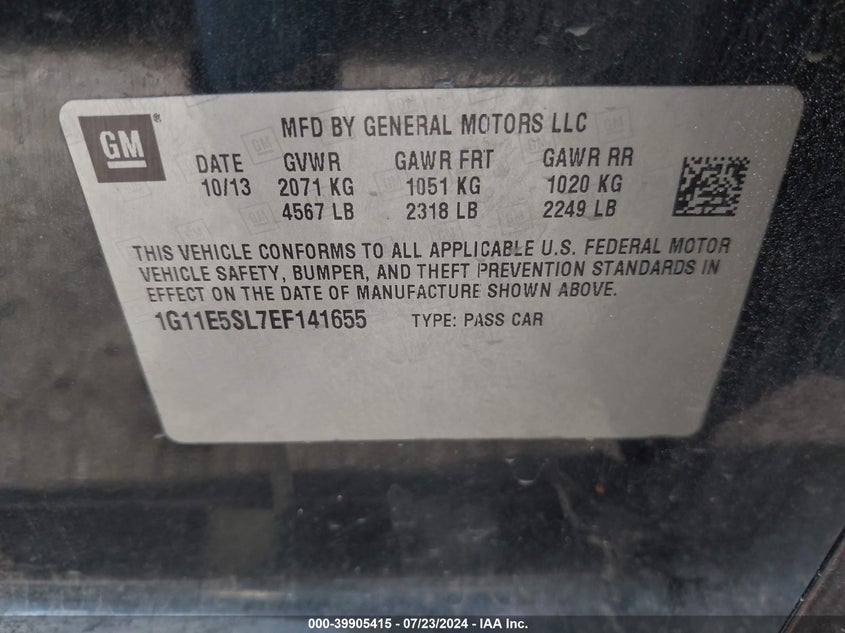 GM ® MFD BY GENERAL MOTORS LLC
DATE GVWR GAWR FRT GAWR RR
10/13 2071 KG 1051 KG 1020 KG
4567 LB 2318 LB 2249 LB
THIS VEHICLE CONFORMS TO ALL APPLICABLE U.S. FEDERAL MOTOR
VEHICLE SAFETY, BUMPER, AND THEFT PREVENTION STANDARDS IN
EFFECT ON THE DATE OF MANUFACTURE SHOWN ABOVE.
1G11E5SL7EF141655 TYPE: PASS CAR
000-39905415 - 07/23/2024 - IAA Inc.